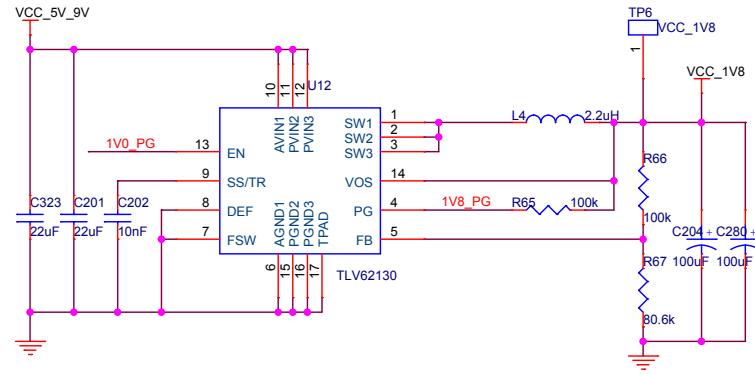 VCC_5V_9V
TP6
VCC_1V8
1
VCC_1V8
10
11
12
U12
AVIN1
PVIN2
PVIN3
1
SW1
L4
2.2uH
2
SW2
3
SW3
1V0_PG
13
EN
9
SS/TR
14
VOS
R66
100k
C323
22uF
C201
22uF
C202
10nF
8
DEF
4
PG
1V8_PG
R65
100k
7
FSW
5
FB
C204
+
100uF
C280
+
100uF
AGND1
PGND2
PGND3
TPAD
6
15
16
17
TLV62130
R67
80.6k